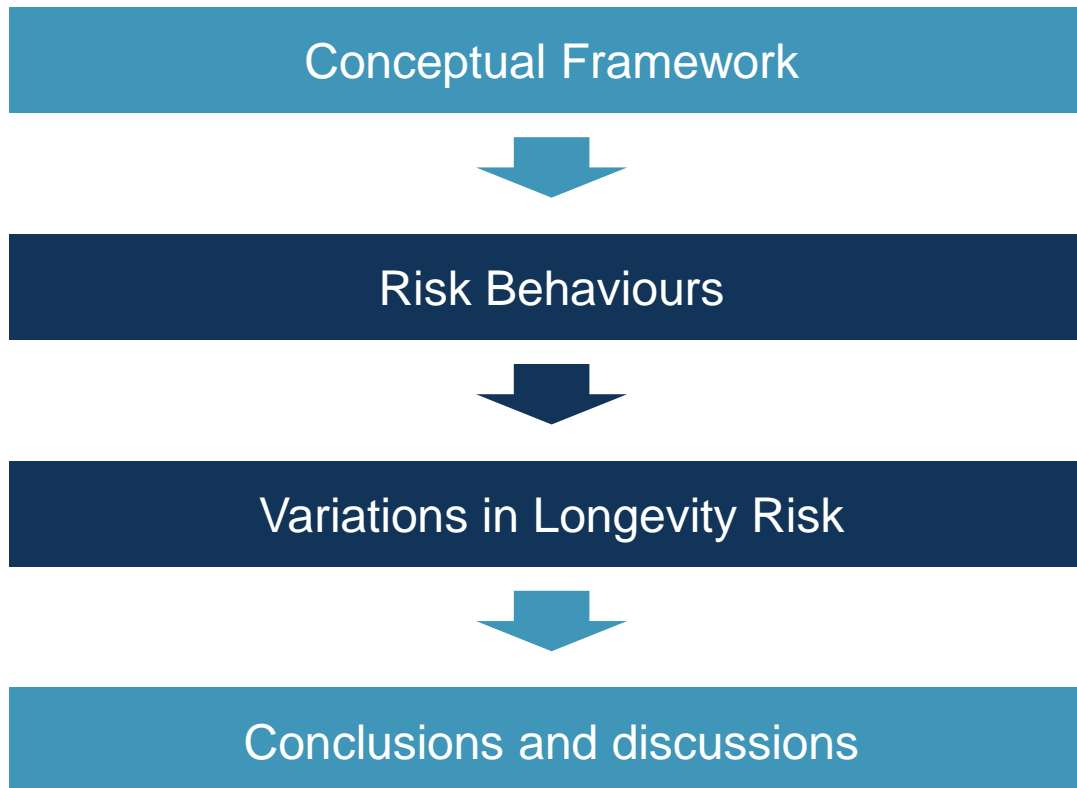 Conceptual Framework
Risk Behaviours
Variations in Longevity Risk
Conclusions and discussions